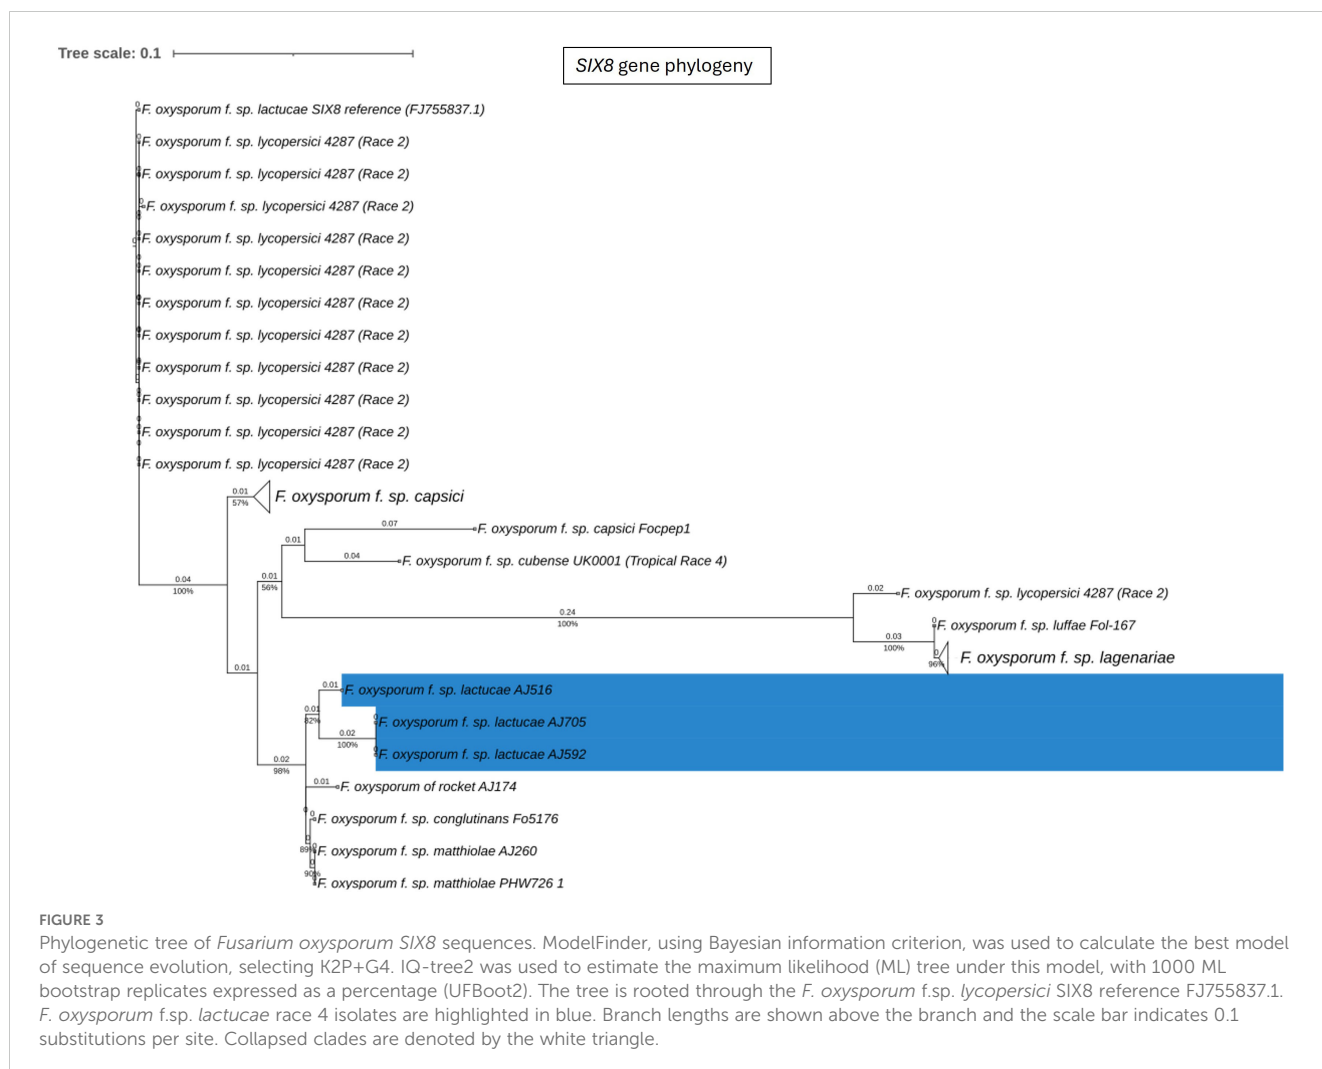 Tree scale: 0.1
SIX8 gene phylogeny
0
F. oxysporum f. sp. lactucae SIX8 reference (FJ755837.1)
F. oxysporum f. sp. lycopersici 4287 (Race 2)
F. oxysporum f. sp. lycopersici 4287 (Race 2)
F. oxysporum f. sp. lycopersici 4287 (Race 2)
F. oxysporum f. sp. lycopersici 4287 (Race 2)
F. oxysporum f. sp. lycopersici 4287 (Race 2)
F. oxysporum f. sp. lycopersici 4287 (Race 2)
F. oxysporum f. sp. lycopersici 4287 (Race 2)
F. oxysporum f. sp. lycopersici 4287 (Race 2)
F. oxysporum f. sp. lycopersici 4287 (Race 2)
F. oxysporum f. sp. lycopersici 4287 (Race 2)
F. oxysporum f. sp. lycopersici 4287 (Race 2)
0.01
57%
F. oxysporum f. sp. capsici
0.07
F. oxysporum f. sp. capsici Focpep1
0.01
0.04
F. oxysporum f. sp. cubense UK0001 (Tropical Race 4)
0.04
100%
0.01
56%
0.02
F. oxysporum f. sp. lycopersici 4287 (Race 2)
0.24
100%
0
F. oxysporum f. sp. luffae Fol-167
0.03
100%
0
96%
F. oxysporum f. sp. lagenariae
0.01
0.01
F. oxysporum f. sp. lactucae AJ516
0.01
82%
F. oxysporum f. sp. lactucae AJ705
0.02
100%
F. oxysporum f. sp. lactucae AJ592
0.02
98%
0.01
F. oxysporum of rocket AJ174
0
0
F. oxysporum f. sp. conglutinans Fo5176
0
89%
F. oxysporum f. sp. matthiolae AJ260
0
90%
F. oxysporum f. sp. matthiolae PHW726 1
FIGURE 3
Phylogenetic tree of Fusarium oxysporum SIX8 sequences. ModelFinder, using Bayesian information criterion, was used to calculate the best model
of sequence evolution, selecting K2P+G4. IQ-tree2 was used to estimate the maximum likelihood (ML) tree under this model, with 1000 ML
bootstrap replicates expressed as a percentage (UFBoot2). The tree is rooted through the F. oxysporum f.sp. lycopersici SIX8 reference FJ755837.1.
F. oxysporum f.sp. lactucae race 4 isolates are highlighted in blue. Branch lengths are shown above the branch and the scale bar indicates 0.1
substitutions per site. Collapsed clades are denoted by the white triangle.